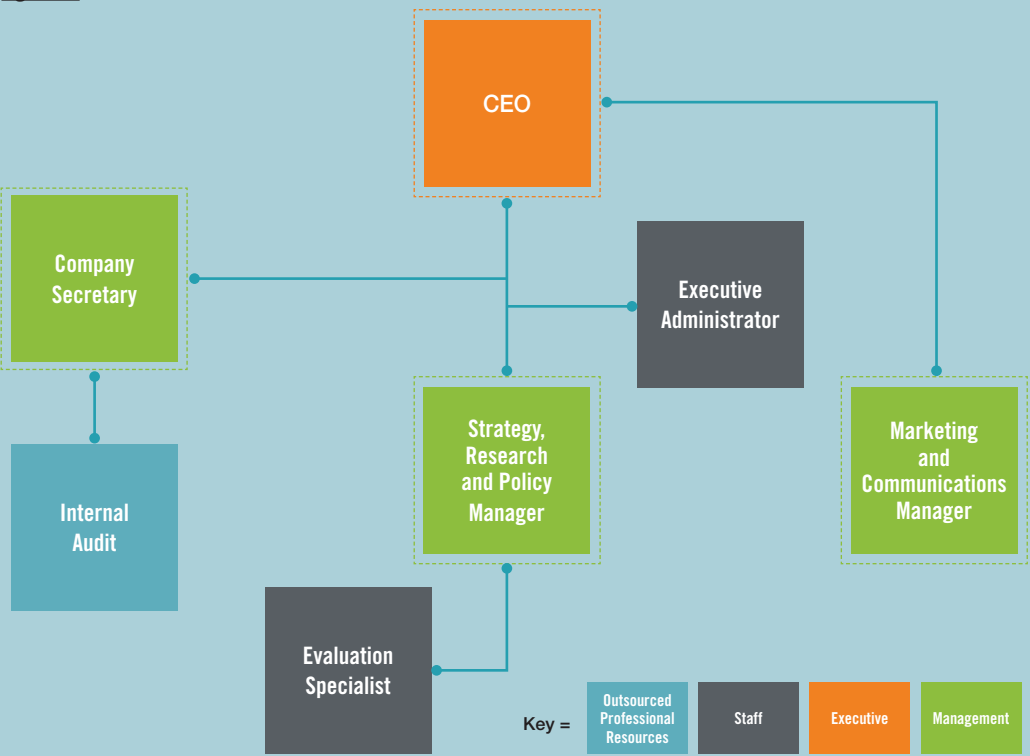 CEO
Company
Secretary
Executive
Administrator
Strategy,
Research
and Policy
Manager
Marketing
and
Communications
Manager
Internal
Audit
Evaluation
Specialist
Key =
Outsourced
Professional
Resources
Staff
Executive
Management